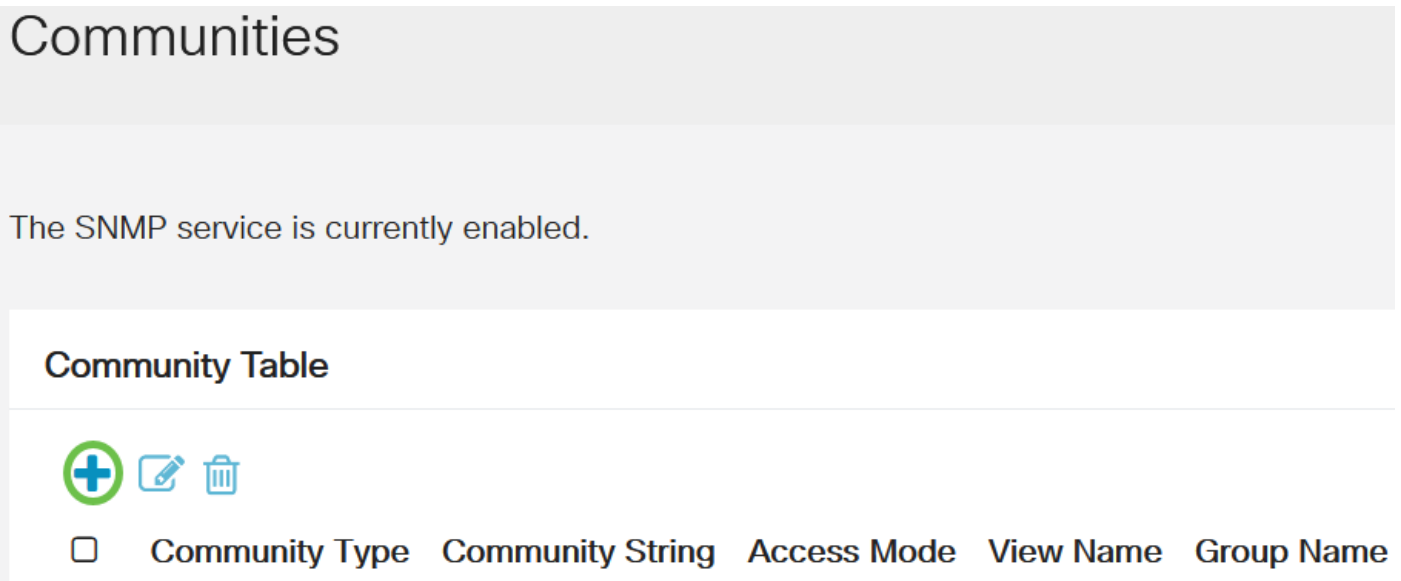 Communities
The SNMP service is currently enabled.
Community Table
Community Type Community String Access Mode View Name Group Name